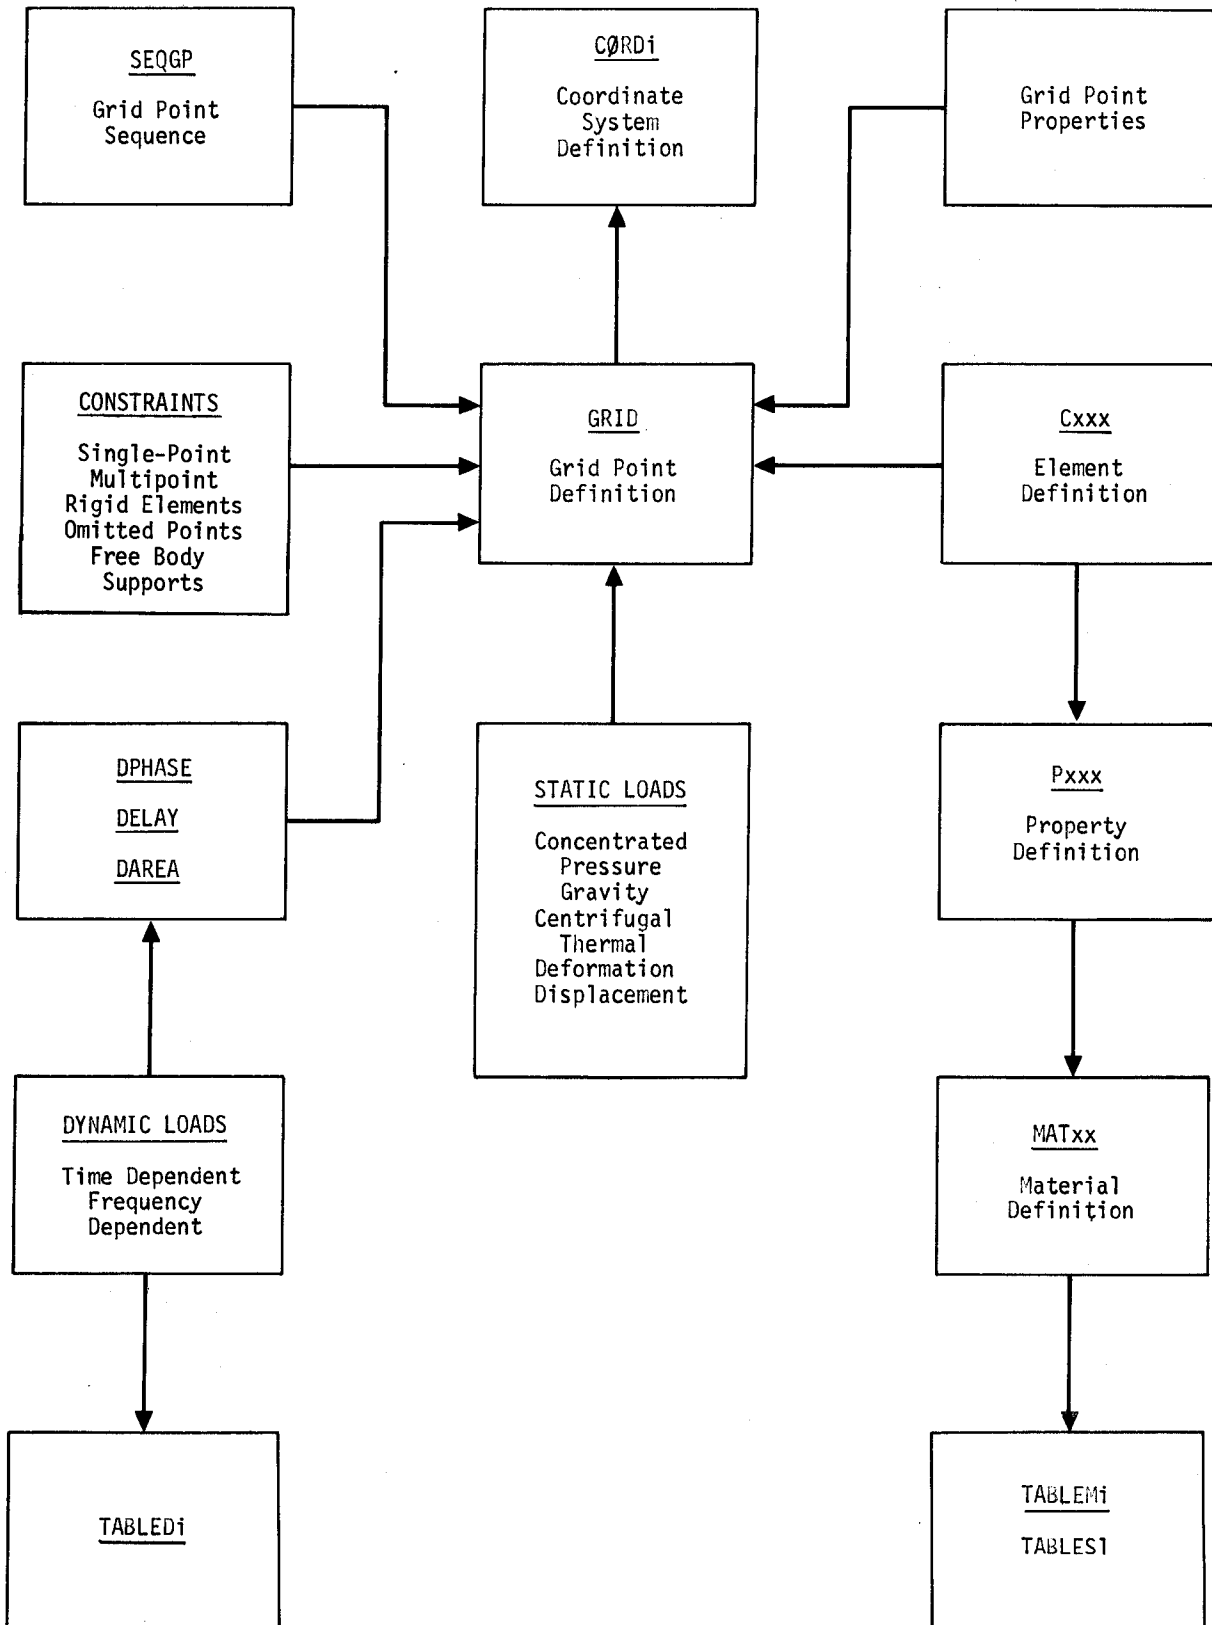 SEQGP
Grid Point
Sequence
CØRDi
Coordinate
System
Definition
Grid Point
Properties
CONSTRAINTS
Single-Point
Multipoint
Rigid Elements
Omitted Points
Free Body
Supports
GRID
Grid Point
Definition
Cxxx
Element
Definition
DPHASE
DELAY
DAREA
STATIC LOADS
Concentrated
Pressure
Gravity
Centrifugal
Thermal
Deformation
Displacement
Pxxx
Property
Definition
DYNAMIC LOADS
Time Dependent
Frequency
Dependent
MATxx
Material
Definition
TABLEDi
TABLEMi
TABLES1